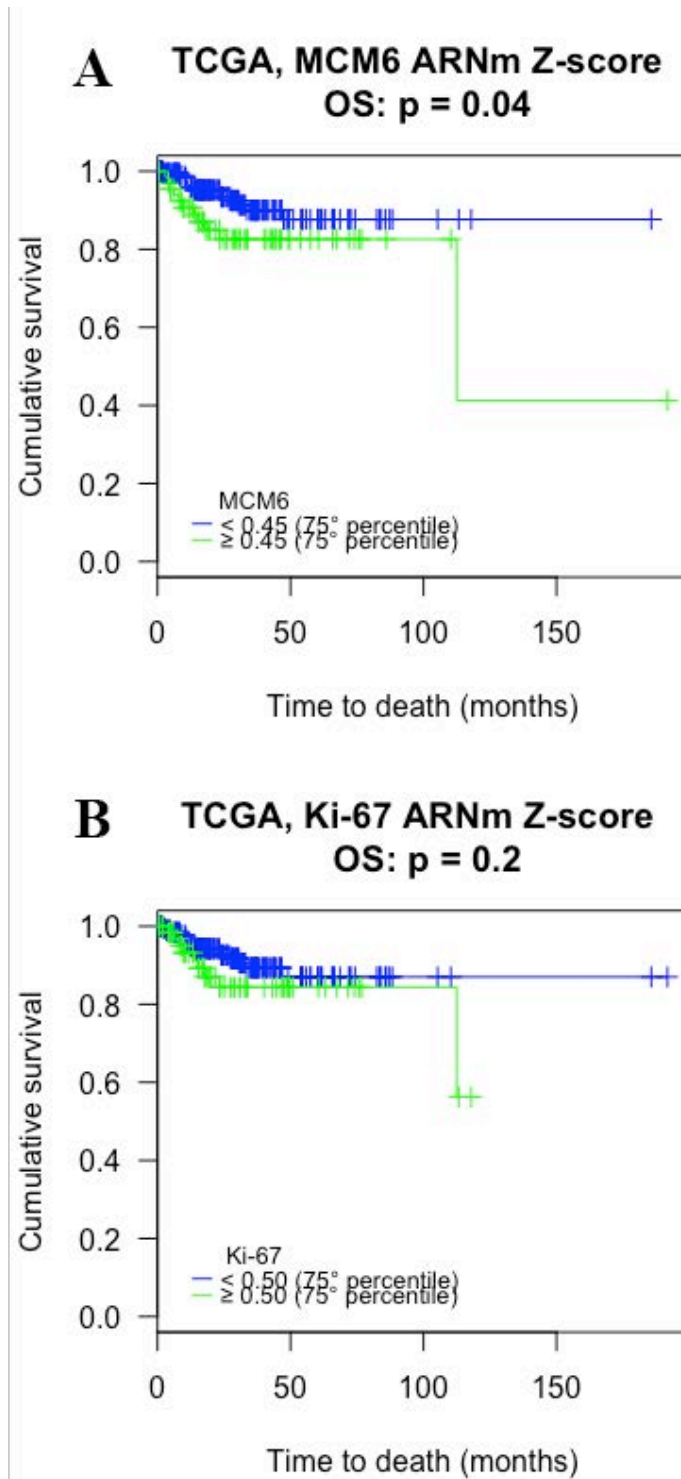 A
TCGA, MCM6 ARNm Z-score
OS: p = 0.04
Cumulative survival
1.0
0.8
0.6
0.4
0.2
0.0
MCM6
< 0.45 (75° percentile)
≥ 0.45 (75° percentile)
0 50 100 150
Time to death (months)
B
TCGA, Ki-67 ARNm Z-score
OS: p = 0.2
Cumulative survival
1.0
0.8
0.6
0.4
0.2
0.0
Ki-67
< 0.50 (75° percentile)
≥ 0.50 (75° percentile)
0 50 100 150
Time to death (months)